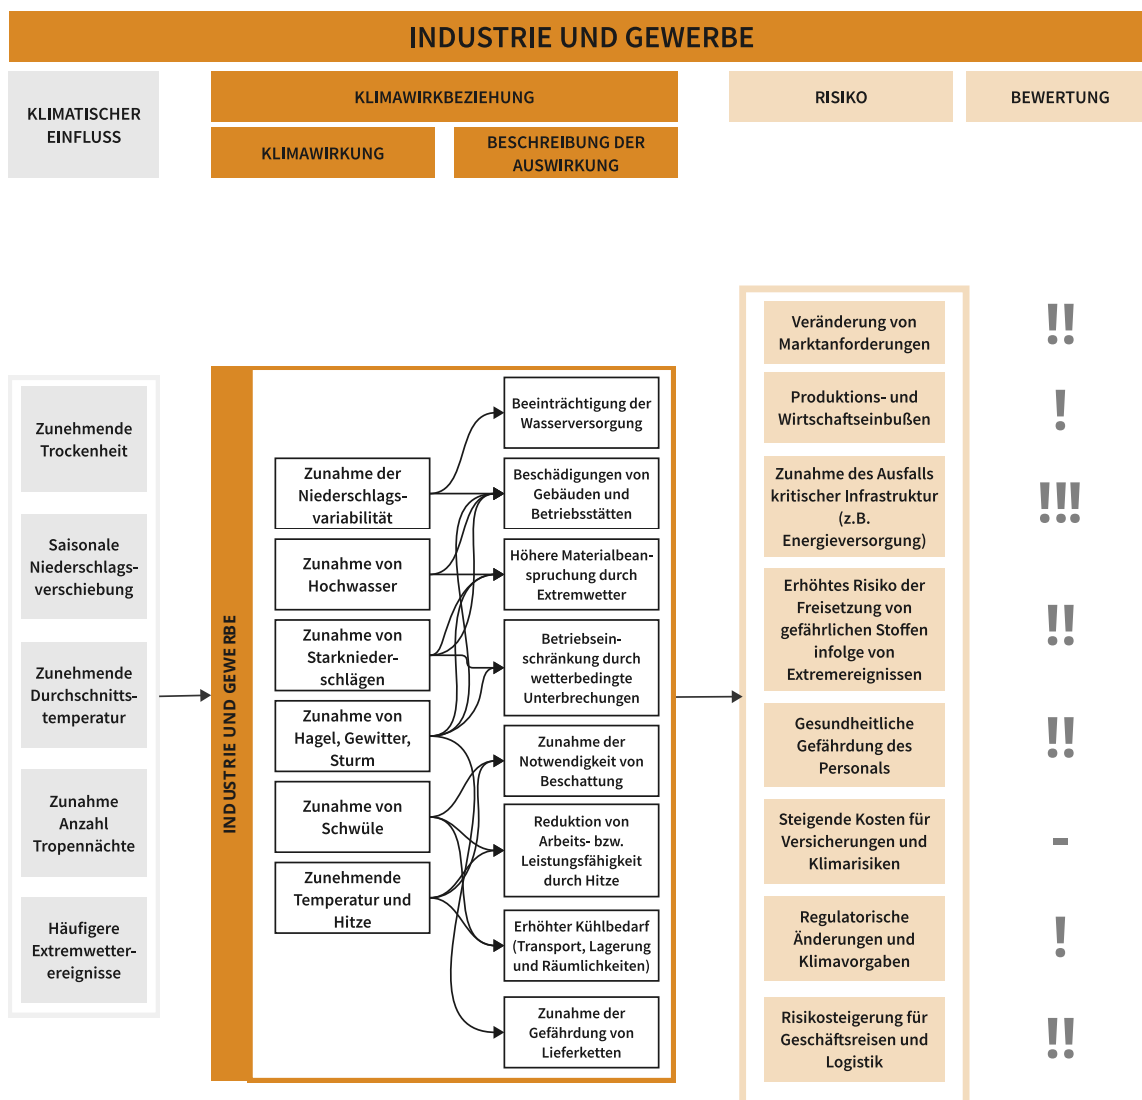 INDUSTRIE UND GEWERBE
KLIMATISCHER
EINFLUSS
KLIMAWIRKBEZIEHUNG
RISIKO
BEWERTUNG
KLIMAWIRKUNG
BESCHREIBUNG DER
AUSWIRKUNG
Zunehmende
Trockenheit
Saisonale
Niederschlags-
verschiebung
Zunehmende
Durchschnitts-
temperatur
Zunahme
Anzahl
Tropennächte
Häufigere
Extremwetter-
ereignisse
INDUSTRIE UND GEWERBE
Zunahme der
Niederschlags-
variabilität
Zunahme von
Hochwasser
Zunahme von
Starknieder-
schlägen
Zunahme von
Hagel, Gewitter,
Sturm
Zunahme von
Schwüle
Zunehmende
Temperatur und
Hitze
Beeinträchtigung der
Wasserversorgung
Beschädigungen von
Gebäuden und
Betriebsstätten
Höhere Materialbean-
spruchung durch
Extremwetter
Betriebsein-
schränkung durch
wetterbedingte
Unterbrechungen
Zunahme der
Notwendigkeit von
Beschattung
Reduktion von
Arbeits- bzw.
Leistungsfähigkeit
durch Hitze
Erhöhter Kühlbedarf
(Transport, Lagerung
und Räumlichkeiten)
Zunahme der
Gefährdung von
Lieferketten
Veränderung von
Marktanforderungen
!!
Produktions- und
Wirtschaftseinbußen
!
Zunahme des Ausfalls
kritischer Infrastruktur
(z.B.
Energieversorgung)
!!!
Erhöhtes Risiko der
Freisetzung von
gefährlichen Stoffen
infolge von
Extremereignissen
!!
Gesundheitliche
Gefährdung des
Personals
!!
Steigende Kosten für
Versicherungen und
Klimarisiken
-
Regulatorische
Änderungen und
Klimavorgaben
!
Risikosteigerung für
Geschäftsreisen und
Logistik
!!